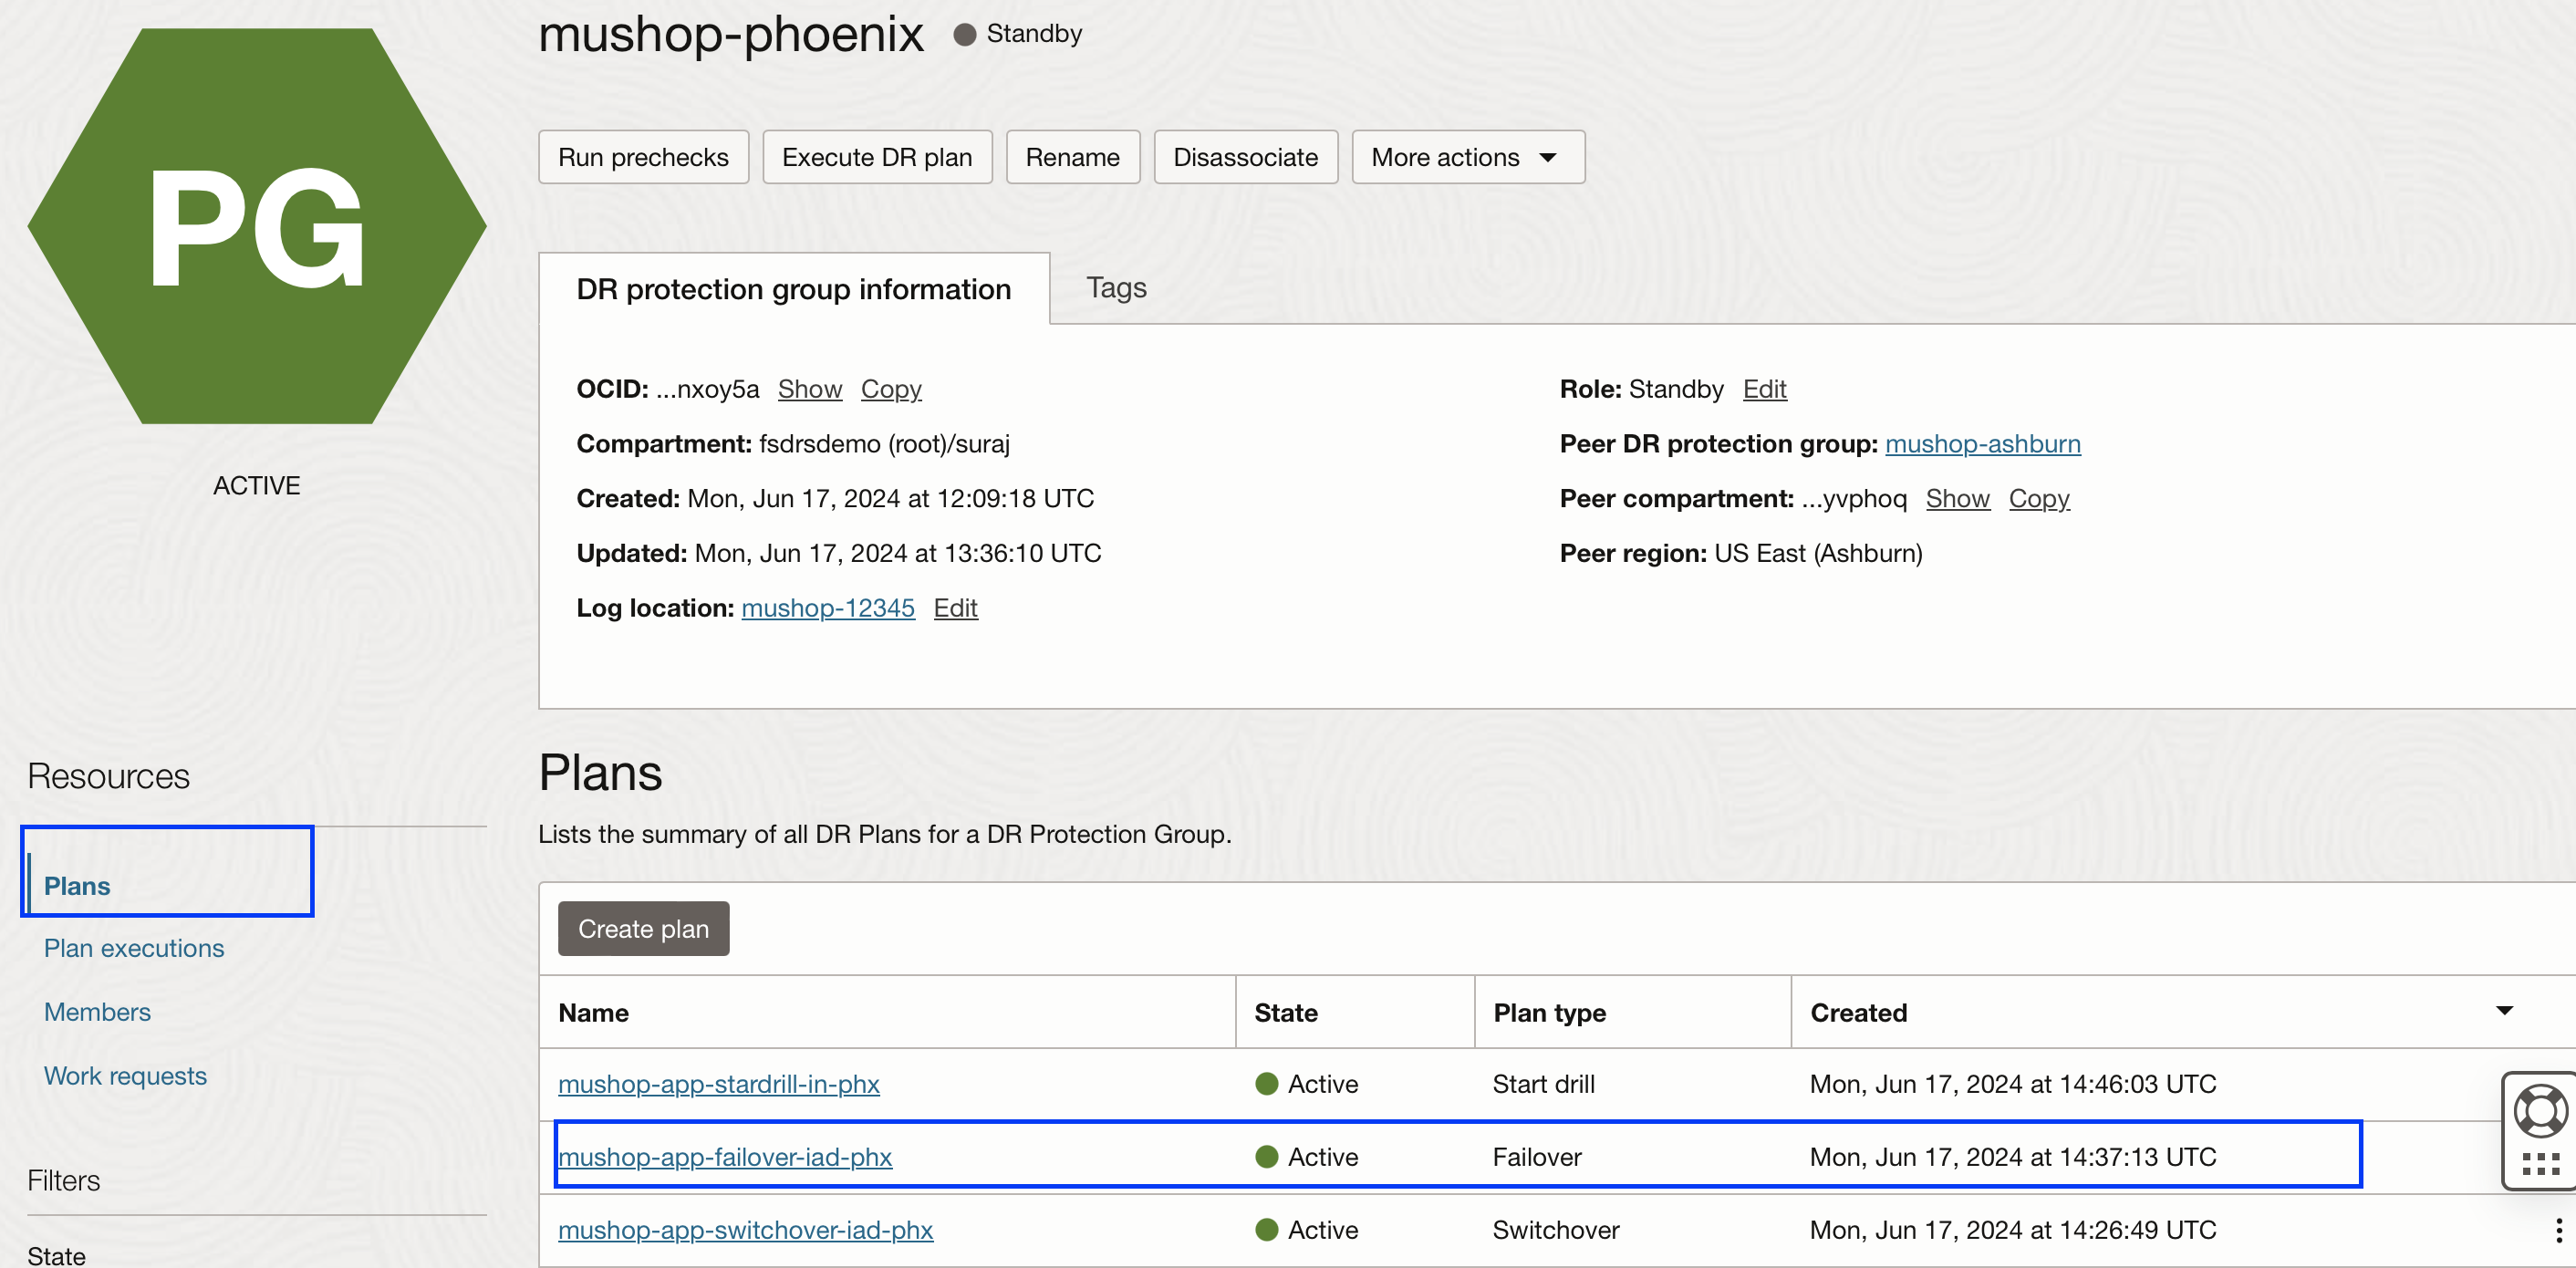 PG
ACTIVE
mushop-phoenix Standby
Run prechecks Execute DR plan Rename Disassociate More actions
DR protection group information Tags
OCID: ...nxoy5a Show Copy
Compartment: fsdrsdemo (root)/suraj
Created: Mon, Jun 17, 2024 at 12:09:18 UTC
Updated: Mon, Jun 17, 2024 at 13:36:10 UTC
Log location: mushop-12345 Edit
Role: Standby Edit
Peer DR protection group: mushop-ashburn
Peer compartment: ...yvphoq Show Copy
Peer region: US East (Ashburn)
Resources
Plans
Plan executions
Members
Work requests
Filters
State
Plans
Lists the summary of all DR Plans for a DR Protection Group.
Create plan
Name State Plan type Created
mushop-app-stardrill-in-phx Active Start drill Mon, Jun 17, 2024 at 14:46:03 UTC
mushop-app-failover-iad-phx Active Failover Mon, Jun 17, 2024 at 14:37:13 UTC
mushop-app-switchover-iad-phx Active Switchover Mon, Jun 17, 2024 at 14:26:49 UTC